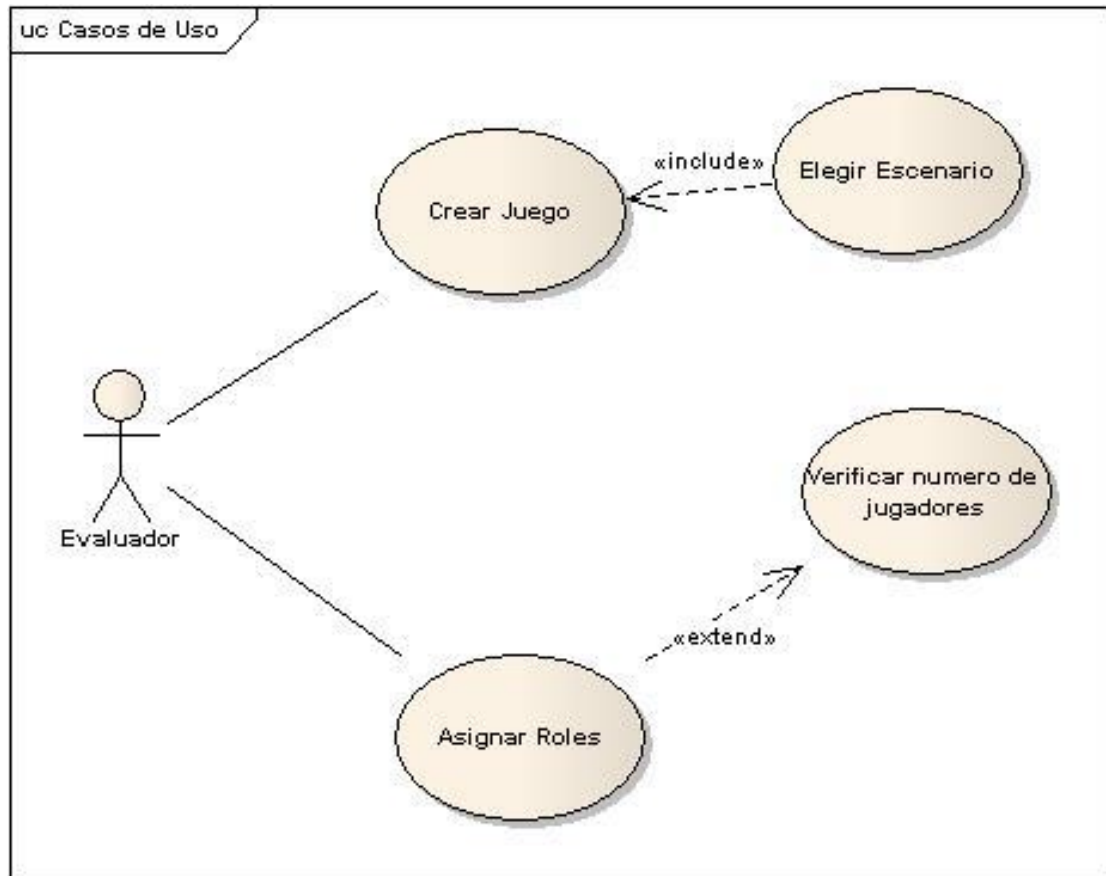 uc Casos de Uso
«include»
Elegir Escenario
Crear Juego
Verificar numero de
jugadores
Evaluador
«extend»
Asignar Roles